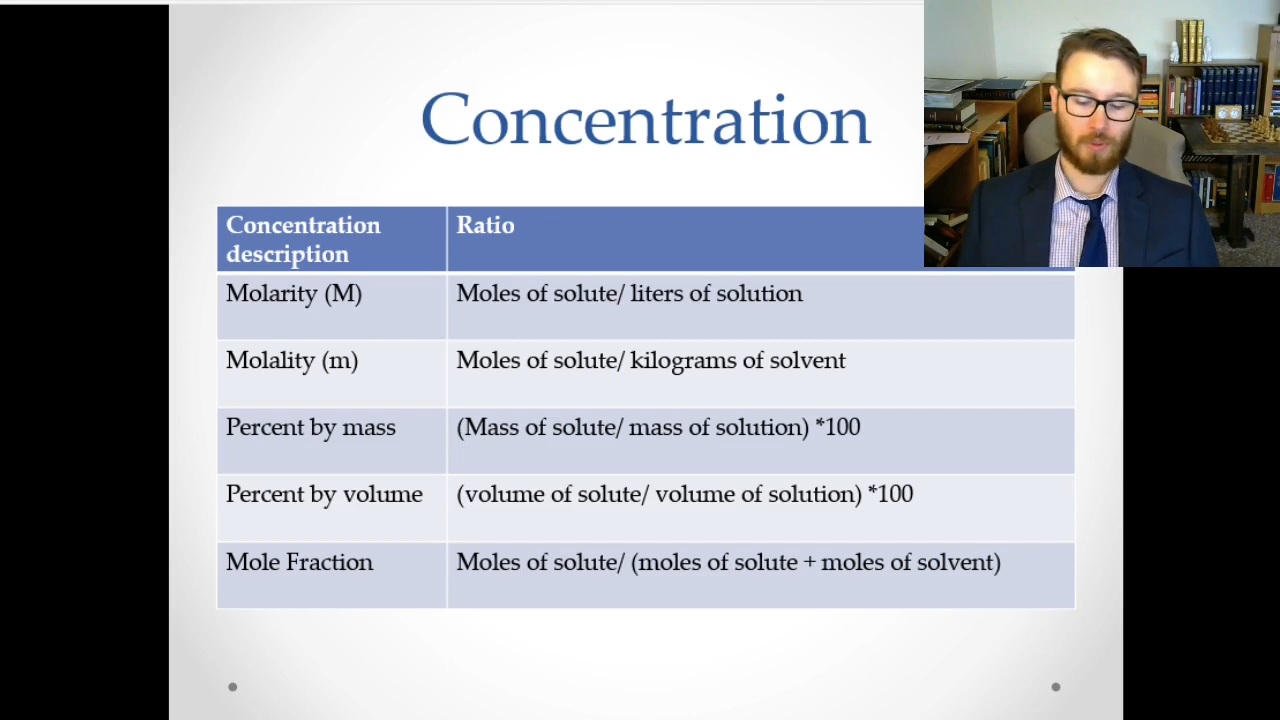 Concentration
Concentration
description
Ratio
Molarity (M)
Moles of solute/ liters of solution
Molality (m)
Moles of solute/ kilograms of solvent
Percent by mass
(Mass of solute/ mass of solution) *100
Percent by volume
(volume of solute/ volume of solution) *100
Mole Fraction
Moles of solute/ (moles of solute + moles of solvent)